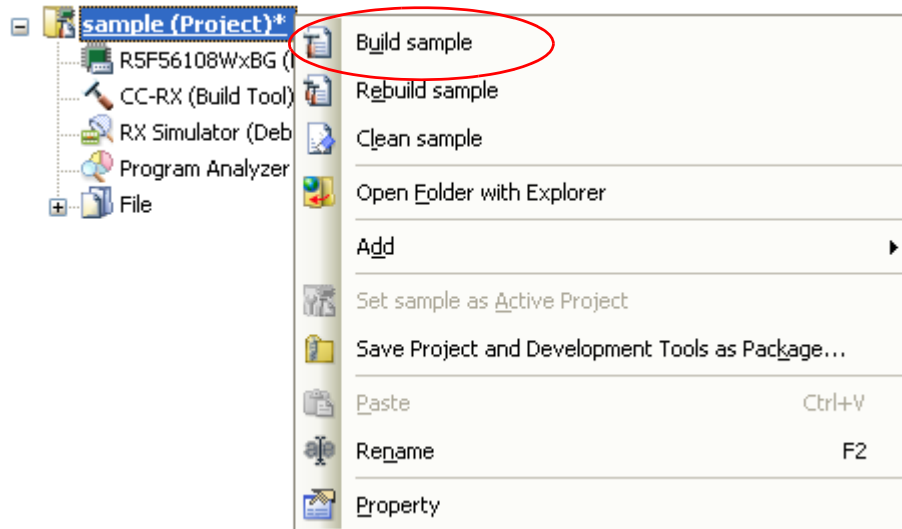 sample (Project)*
R5F56108WxBG (
CC-RX (Build Tool)
RX Simulator (Deb
Program Analyzer
File
Build sample
Rebuild sample
Clean sample
Open Folder with Explorer
Add
Set sample as Active Project
Save Project and Development Tools as Package...
Paste Ctrl+V
Rename F2
Property